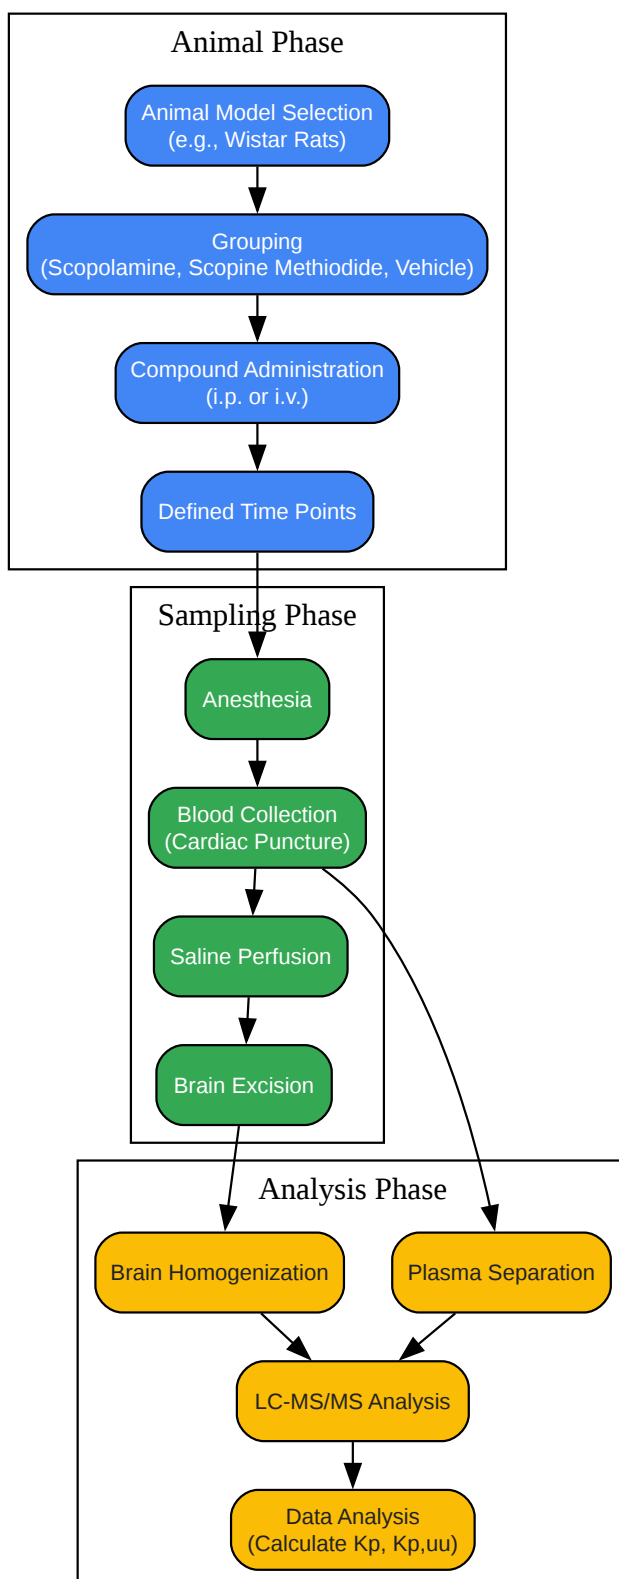 Animal Phase
Animal Model Selection
(e.g., Wistar Rats)
Grouping
(Scopolamine, Scopine Methiodide, Vehicle)
Compound Administration
(i.p. or i.v.)
Defined Time Points
Sampling Phase
Anesthesia
Blood Collection
(Cardiac Puncture)
Saline Perfusion
Brain Excision
Analysis Phase
Brain Homogenization
Plasma Separation
LC-MS/MS Analysis
Data Analysis
(Calculate Kp, Kp,uu)